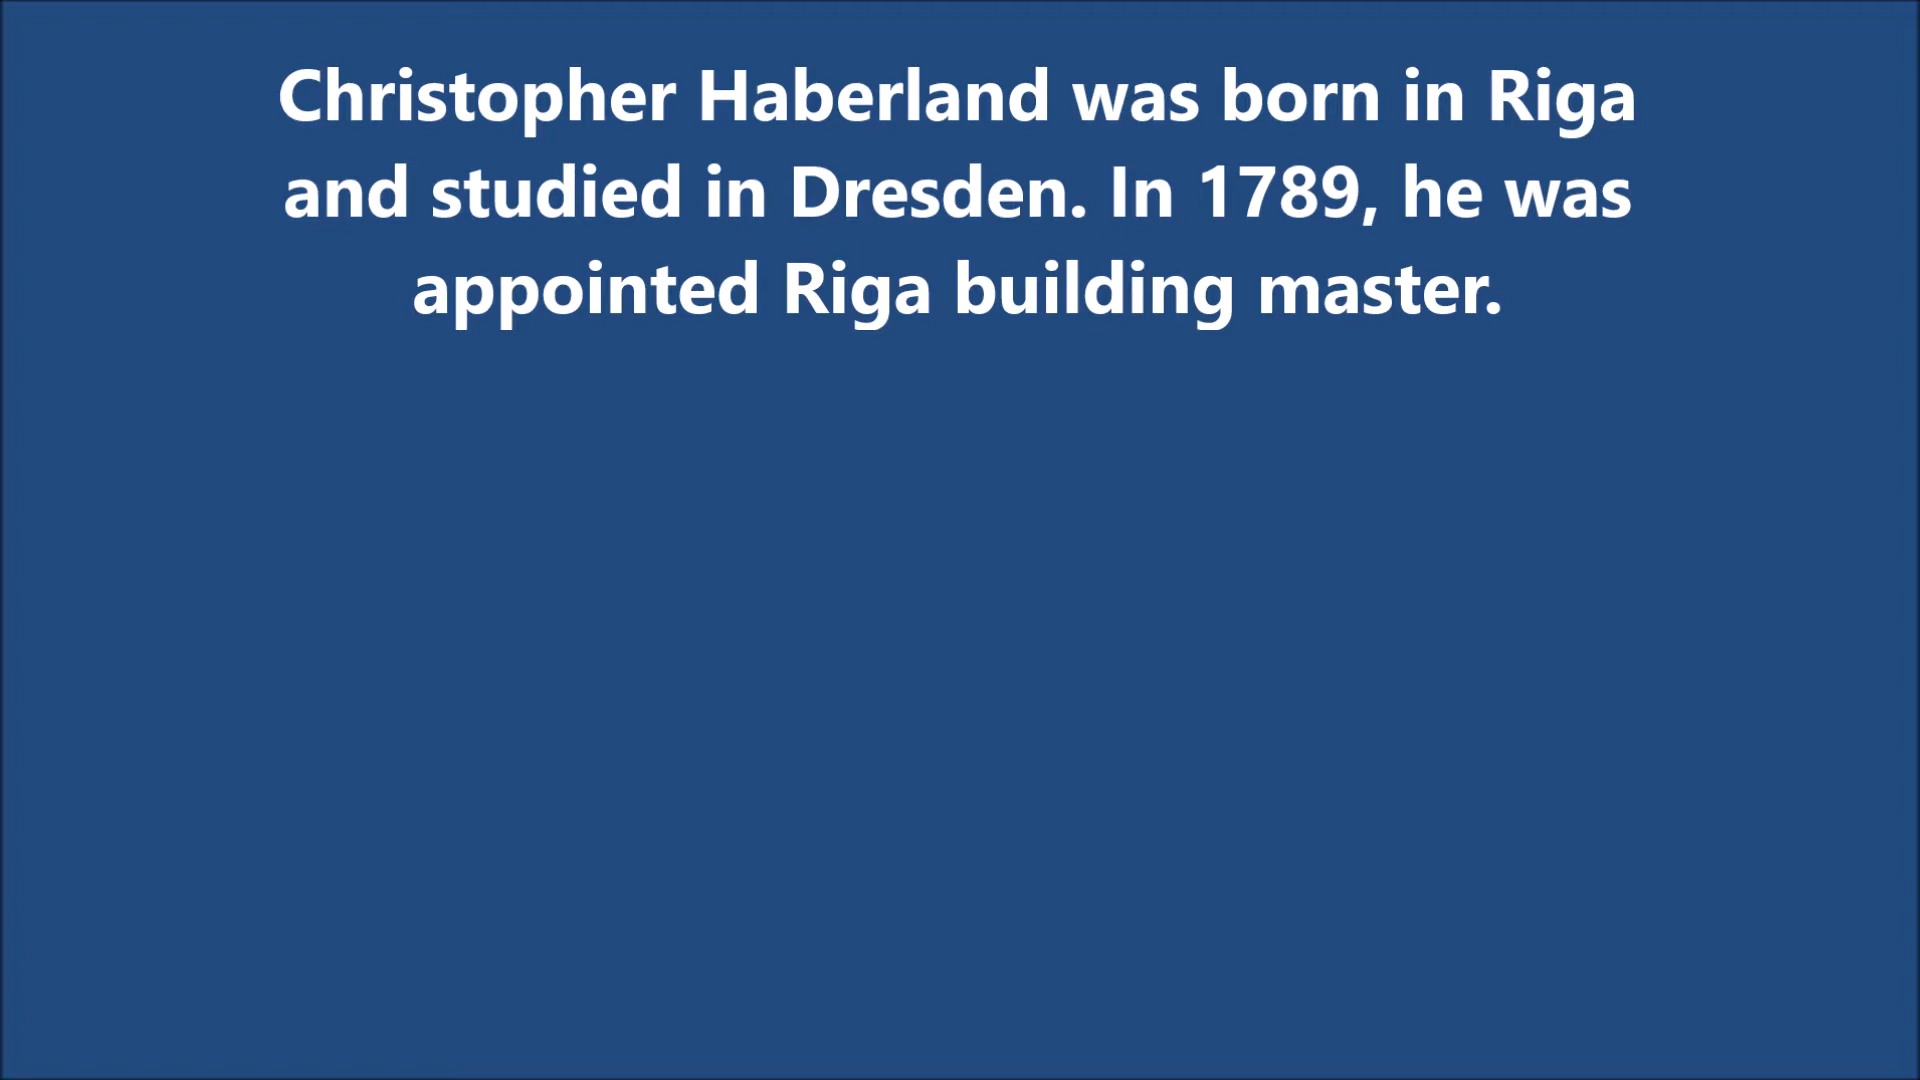 Christopher Haberland was born in Riga
and studied in Dresden. In 1789, he was
appointed Riga building master.